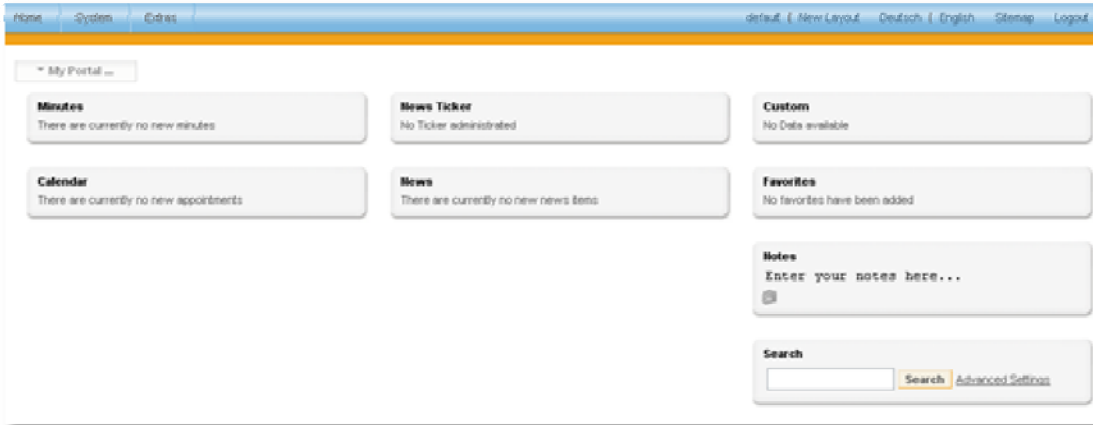 Home System Extras default | New Layout Deutsch | English Sitemap Logout
My Portal ...
Minutes
There are currently no new minutes
News Ticker
No Ticker administrated
Custom
No Data available
Calendar
There are currently no new appointments
News
There are currently no new news items
Favorites
No favorites have been added
Notes
Enter your notes here...
Search
Search Advanced Settings